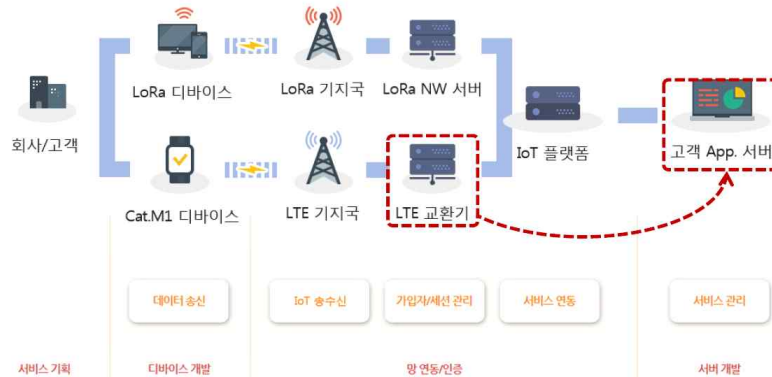 LoRa 디바이스
LoRa 기지국
LoRa NW 서버
회사/고객
IoT 플랫폼
고객 App. 서버
Cat.M1 디바이스
LTE 기지국
LTE 교환기
데이터 송신
IoT 송수신
가입자/세션 관리
서비스 연동
서비스 관리
서비스 기획
디바이스 개발
망 연동/인증
서버 개발